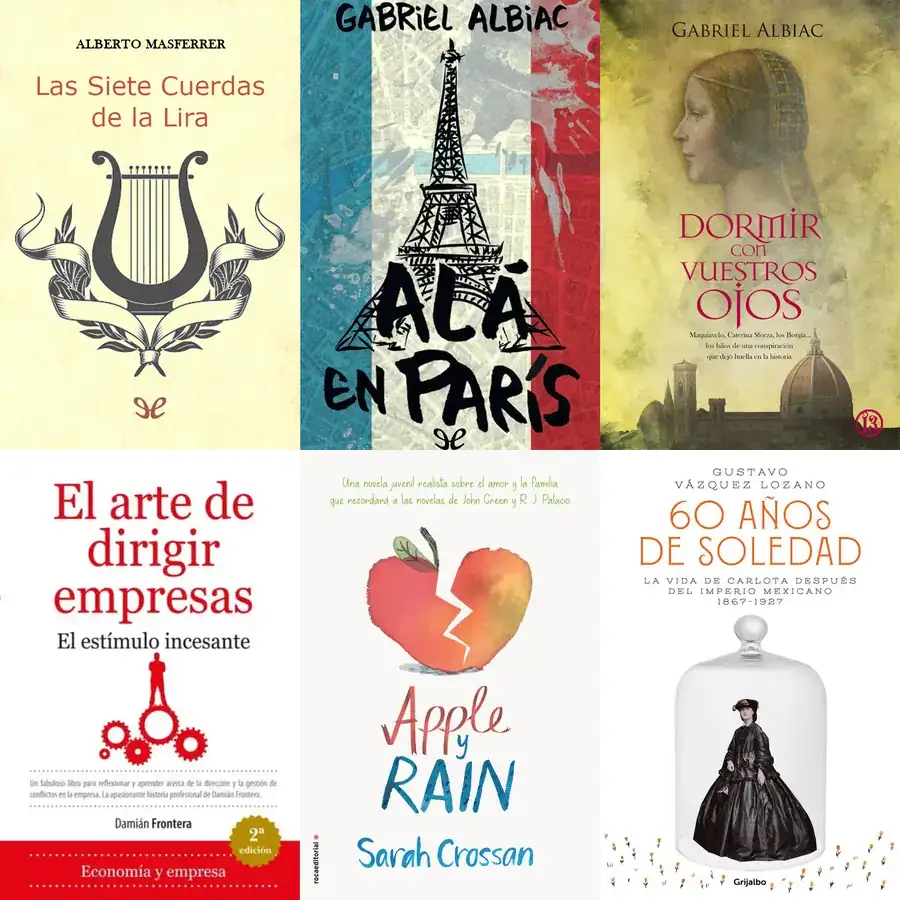 ALBERTO MASFERRER
Las Siete Cuerdas
de la Lira
GABRIEL ALBIAC
ALÁ
EN PARÍS
GABRIEL ALBIAC
DORMIR
CON
VUESTROS
OJOS
Maquiavelo, Caterina Sforza, los Borgia...
los hilos de una conspiración
que dejó huella en la historia
13
El arte de
dirigir
empresas
El estímulo incesante
Un fabuloso libro para reflexionar y aprender acerca de la dirección y la gestión de
conflictos en la empresa. La apasionante historia profesional de Damián Frontera.
Damián Frontera
2ª
edición
Economía y empresa
Una novela juvenil realista sobre el amor y la familia
que recordará a las novelas de John Green y R. J. Palacio
Apple
y
RAIN
Sarah Crossan
rocaeditorial
GUSTAVO
VÁZQUEZ LOZANO
60 AÑOS
DE SOLEDAD
LA VIDA DE CARLOTA DESPUÉS
DEL IMPERIO MEXICANO
1867-1927
Grijalbo